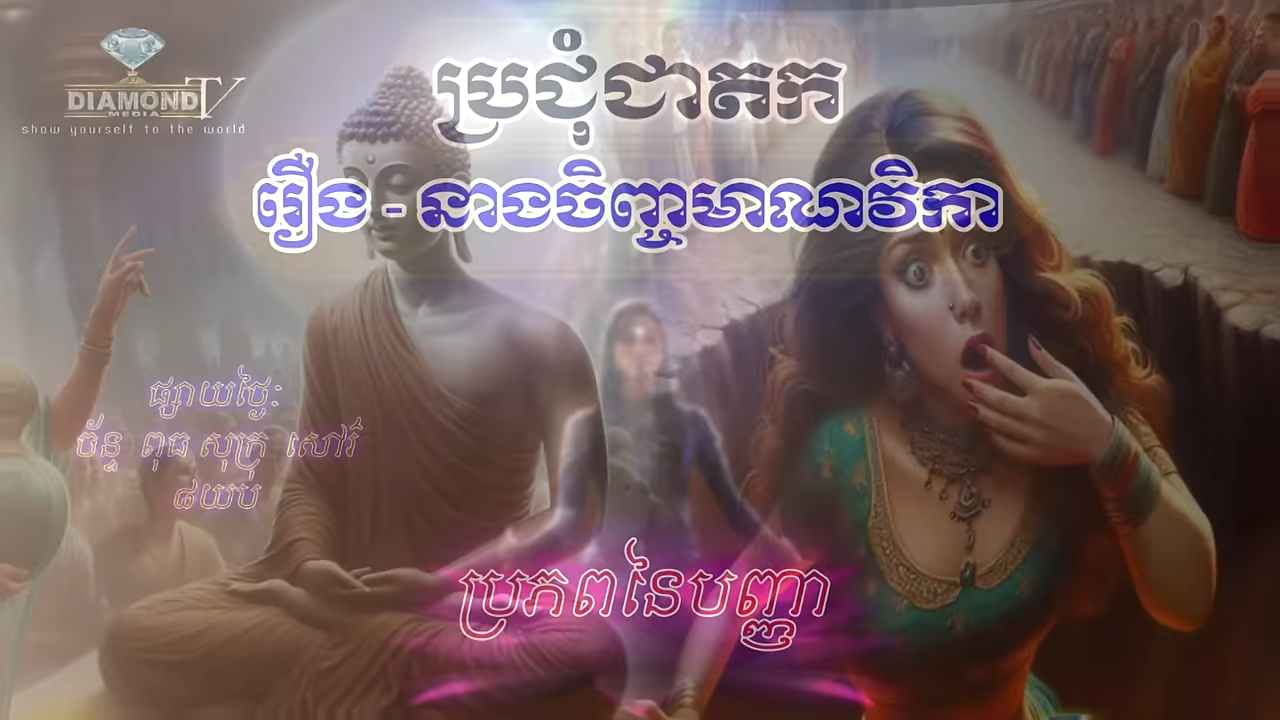 DIAMOND TV
MEDIA
show yourself to the world
ប្រជុំជាតក
រឿង - នាងចិញ្ចមាណវិកា
ផ្សាយថ្ងៃៈ
ច័ន្ទ ពុធ សុក្រ សៅរ៍
៨យប់
ប្រភពនៃបញ្ញា